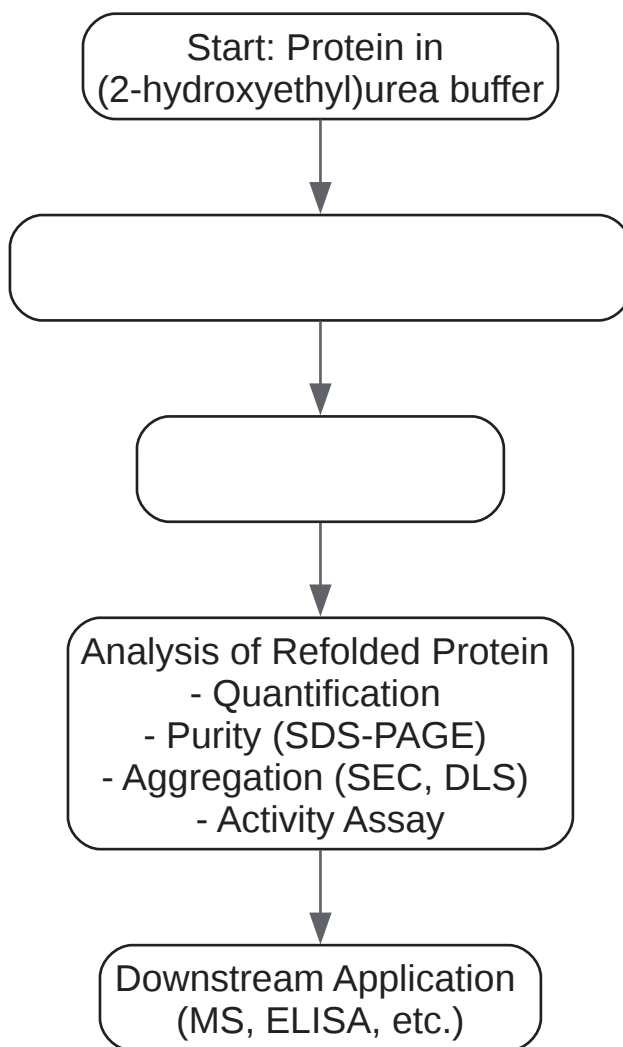 Start: Protein in
(2-hydroxyethyl)urea buffer
Analysis of Refolded Protein
- Quantification
- Purity (SDS-PAGE)
- Aggregation (SEC, DLS)
- Activity Assay
Downstream Application
(MS, ELISA, etc.)